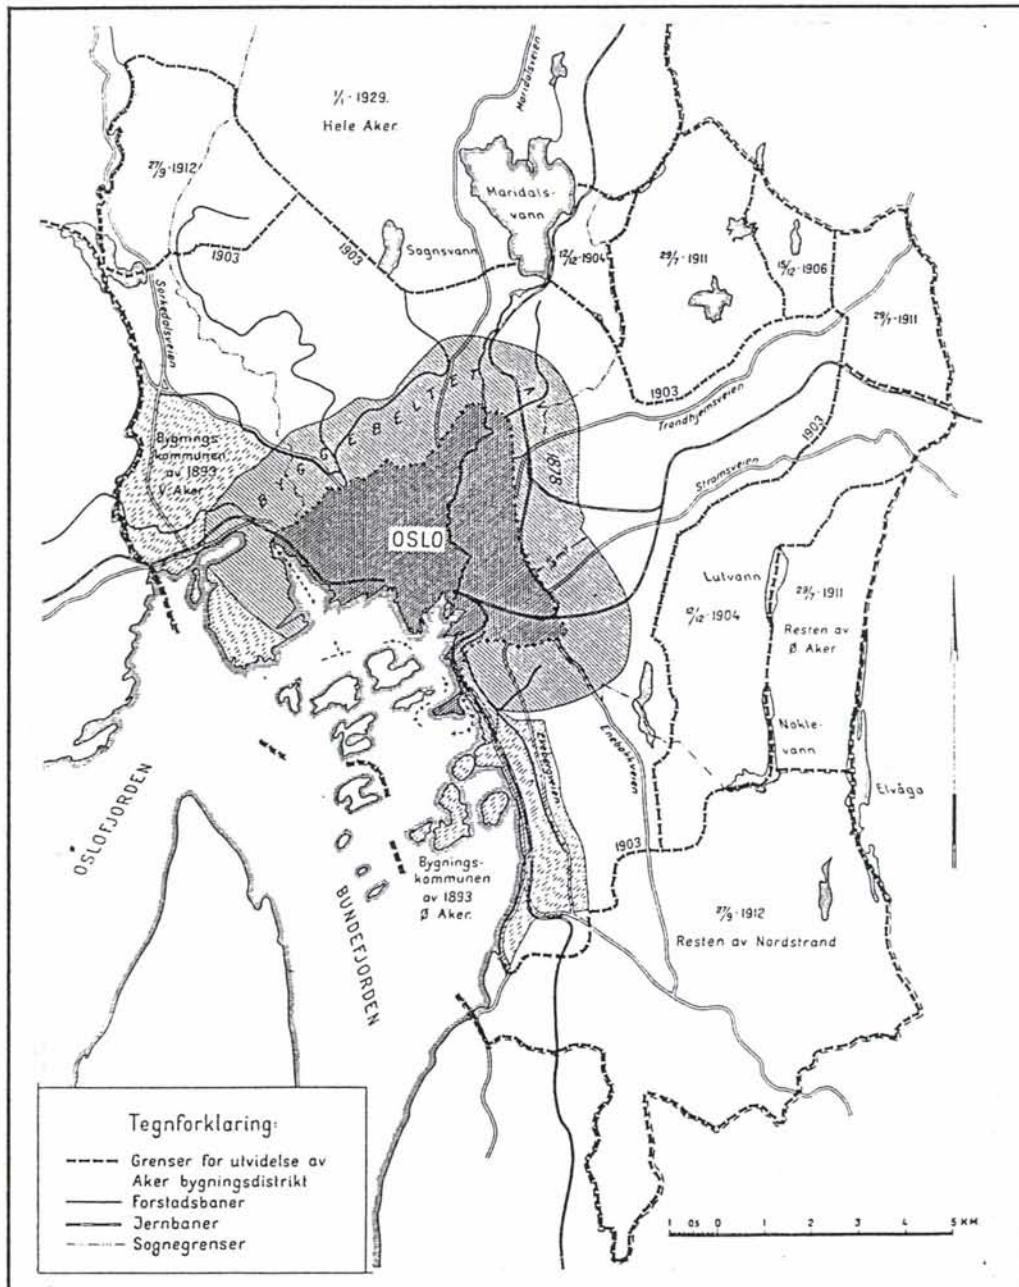 1/1-1929.
Hele Aker.
Maridalsveien
27/9-1912
Maridals-
vann
Sognsvann
1903
12/12-1904
29/7-1911
15/12-1906
29/7-1911
Sørkedalsveien
1903
1903
Trondhjemsveien
1903
BYGGEBELTET AV
1878
Strømsveien
Bygnings
kommunen
av 1893
V. Aker
OSLO
Lutvann
12/12-1904
29/7-1911
Resten av
Ø. Aker
Nøkle-
vann
Elvåga
Enebakkveien
Ekebergveien
1903
OSLOFJORDEN
BUNDEFJORDEN
Bygnings-
kommunen
av 1893
Ø Aker.
27/9-1912
Resten av Nordstrand
Tegnforklaring:
Grenser for utvidelse av
Aker bygningsdistrikt
Forstadsbaner
Jernbaner
Sognegrenser
1 0.5 0 1 2 3 4 5 KM.